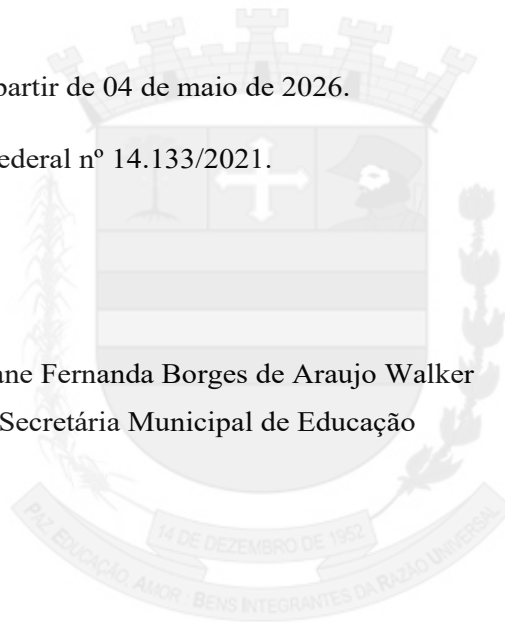 partir de 04 de maio de 2026.
ederal nº 14.133/2021.
ane Fernanda Borges de Araujo Walker
Secretária Municipal de Educação
14 DE DEZEMBRO DE 1952
PAZ, EDUCAÇÃO, AMOR : BENS INTEGRANTES DA RAZÃO UNIVERSAL